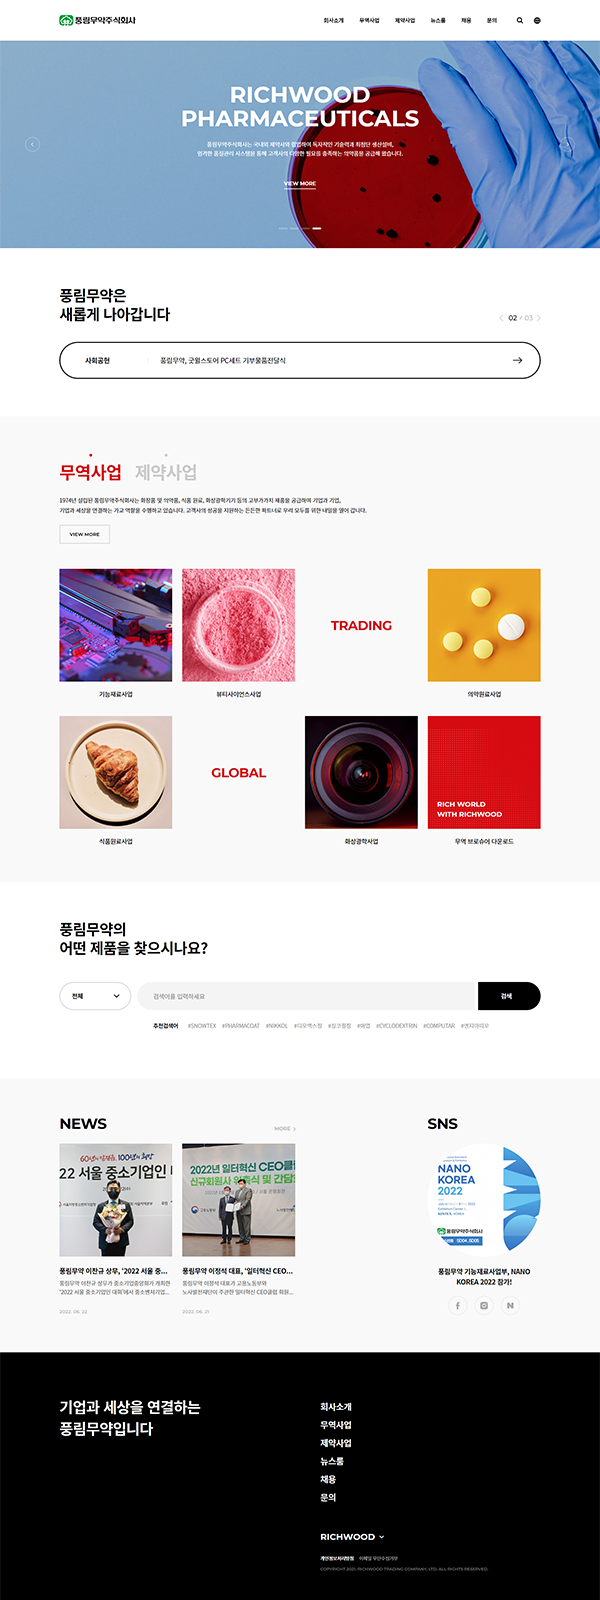 풍림무약주식회사
회사소개 무역사업 제약사업 뉴스룸 채용 문의
RICHWOOD
PHARMACEUTICALS
풍림무약주식회사는 국내외 제약사와 협업하여 독자적인 기술력과 최첨단 생산설비,
엄격한 품질관리 시스템을 통해 고객사의 다양한 필요를 충족하는 의약품을 공급해 왔습니다.
VIEW MORE
풍림무약은
새롭게 나아갑니다
02 / 03
사회공헌 풍림무약, 굿윌스토어 PC세트 기부물품전달식
무역사업 제약사업
1974년 설립된 풍림무약주식회사는 화장품 및 의약품, 식품 원료, 화상광학기기 등의 고부가가치 제품을 공급하며 기업과 기업,
기업과 세상을 연결하는 가교 역할을 수행하고 있습니다. 고객사의 성공을 지원하는 든든한 파트너로 우리 모두를 위한 내일을 열어 갑니다.
VIEW MORE
TRADING
기능재료사업 뷰티사이언스사업 의약원료사업
GLOBAL
RICH WORLD
WITH RICHWOOD
식품원료사업 화상광학사업 무역 브로슈어 다운로드
풍림무약의
어떤 제품을 찾으시나요?
전체 검색어를 입력하세요 검색
추천검색어 #SNOWTEX #PHARMACOAT #NIKKOL #디오맥스정 #싱코필정 #매엽 #CYCLODEXTRIN #COMPUTAR
NEWS
MORE
SNS
60년의 발걸음, 100년의 희망
22 서울 중소기업인
2022년 일터혁신 CEO클럽
신규회원사 위촉식 및 간담회
NANO
KOREA
2022
풍림무약주식회사
풍림무약 이찬규 상무, '2022 서울 중...
풍림무약 이찬규 상무가 중소기업중앙회가 개최한
'2022 서울 중소기업인 대회'에서 중소벤처기업...
2022. 06. 22
풍림무약 이정석 대표, '일터혁신 CEO...
풍림무약 이정석 대표가 고용노동부와
노사발전재단이 주관한 일터혁신 CEO클럽 회원...
2022. 06. 21
풍림무약 기능재료사업부, NANO
KOREA 2022 참가!
기업과 세상을 연결하는
풍림무약입니다
회사소개
무역사업
제약사업
뉴스룸
채용
문의
RICHWOOD
개인정보처리방침 이메일 무단수집거부
COPYRIGHT 2021. RICHWOOD TRADING COMPANY, LTD. ALL RIGHTS RESERVED.